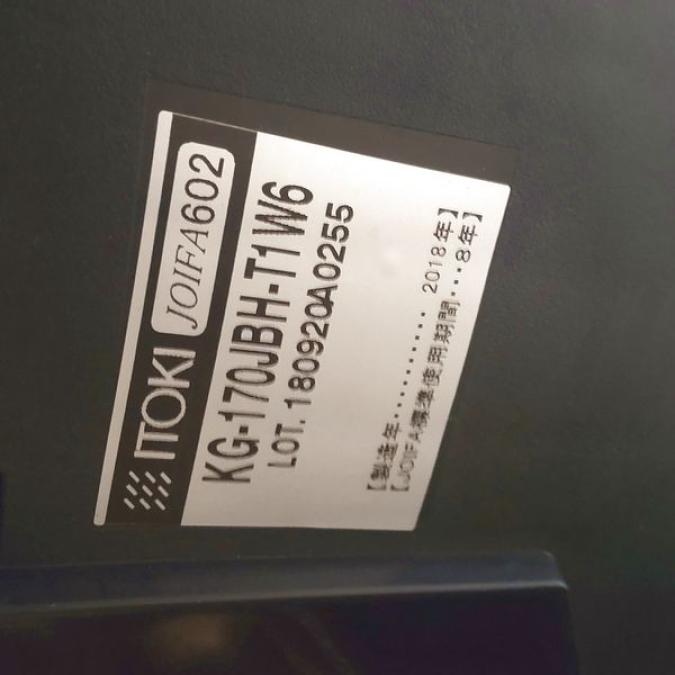 ITOKI JOIFA602
KG-170JBH-T1W6
LOT. 180920A0255
【製造年・・・・・・・・・・・ 2018年】
【JOIFA標準使用期間・・・8年】